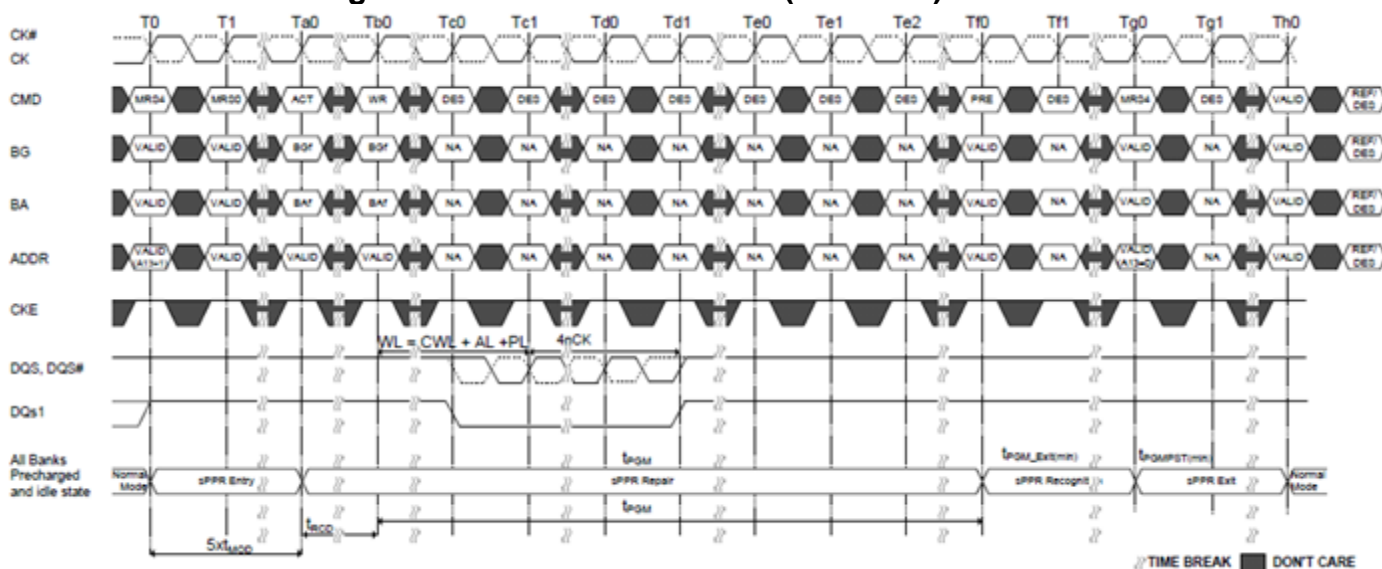 T0 T1 Ta0 Tb0 Tc0 Tc1 Td0 Td1 Te0 Te1 Te2 Tf0 Tf1 Tg0 Tg1 Th0
CK#
CK
CMD MRS4 MRS0 ACT WR DES DES DES DES DES DES DES PRE DES MRS4 DES VALID REF/ DES
BG VALID VALID BGf BGf NA NA NA NA NA NA NA VALID NA VALID NA VALID REF/ DES
BA VALID VALID BAf BAf NA NA NA NA NA NA NA VALID NA VALID NA VALID REF/ DES
ADDR VALID (A13=1) VALID VALID VALID NA NA NA NA NA NA NA VALID NA VALID (A13=0) NA VALID REF/ DES
CKE
WL = CWL + AL +PL 4nCK
DQS, DQS#
DQs1
All Banks
Precharged
and idle state
tPGM tPGM_Exit(min) tPGMPST(min)
Normal Mode sPPR Entry sPPR Repair sPPR sPPR Exit Normal Mode
tRCD tPGM
5xtMOD
TIME BREAK DON'T CARE